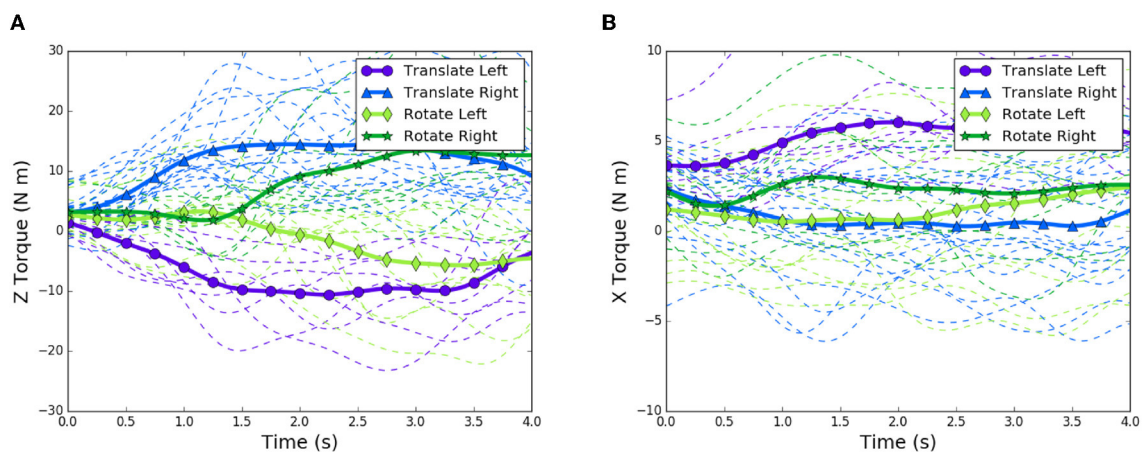 A
B
30
20
10
0
−10
−20
−30
Z Torque (N m)
0.0 0.5 1.0 1.5 2.0 2.5 3.0 3.5 4.0
Time (s)
Translate Left
Translate Right
Rotate Left
Rotate Right
10
5
0
−5
−10
X Torque (N m)
0.0 0.5 1.0 1.5 2.0 2.5 3.0 3.5 4.0
Time (s)
Translate Left
Translate Right
Rotate Left
Rotate Right